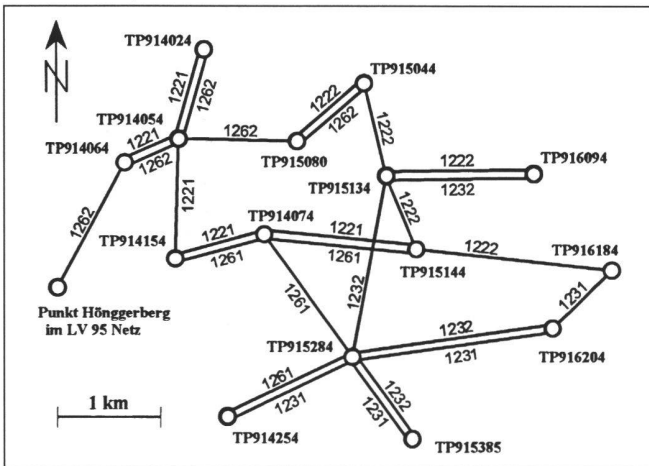 TP914024
TP915044
N
1221
1262
1222
1262
TP914054
1221
1262
1262
TP914064
TP915080
1222
1222
TP916094
1232
TP915134
1262
1221
TP914074
1222
1221
1261
1221
1261
TP914154
1222
TP915144
TP916184
1232
1261
1231
Punkt Hönggerberg
im LV 95 Netz
TP915284
1232
1231
TP916204
1 km
1261
1231
1232
1231
TP914254
TP915385